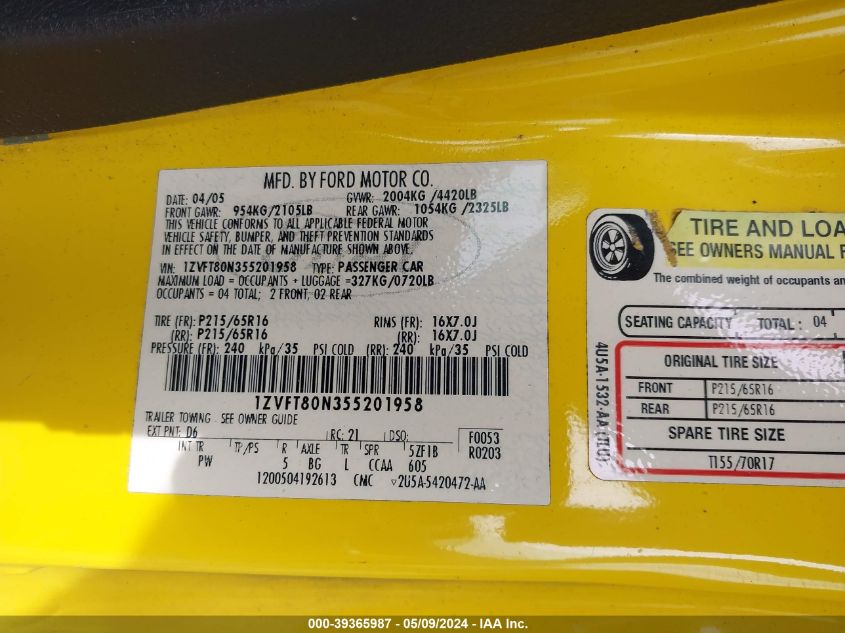 MFD. BY FORD MOTOR CO.
DATE: 04/05 GVWR: 2004KG /4420LB
FRONT GAWR: 954KG/2105LB REAR GAWR: 1054KG /2325LB
THIS VEHICLE CONFORMS TO ALL APPLICABLE FEDERAL MOTOR
VEHICLE SAFETY, BUMPER, AND THEFT PREVENTION STANDARDS
IN EFFECT ON THE DATE OF MANUFACTURE SHOWN ABOVE.
VIN: 1ZVFT80N355201958 TYPE: PASSENGER CAR
MAXIMUM LOAD = OCCUPANTS + LUGGAGE =327KG/0720LB
OCCUPANTS = 04 TOTAL; 2 FRONT, 02 REAR
TIRE (FR): P215/65R16 RIMS (FR): 16X7.0J
(RR): P215/65R16 (RR): 16X7.0J
PRESSURE (FR): 240 kPa/35 PSI COLD (RR): 240 kPa/35 PSI COLD
1ZVFT80N355201958
TRAILER TOWING - SEE OWNER GUIDE
EXT PNT: D6 RC: 21 DSO: F0053
INT TR TP/PS R AXLE TR SPR 5ZF1B R0203
PW 5 BG L CCAA 605
1200504192613 CMC ▽2U5A-5420472-AA
TIRE AND LOA
SEE OWNERS MANUAL F
The combined weight of occupants an
SEATING CAPACITY TOTAL: 04
ORIGINAL TIRE SIZE
FRONT P215/65R16
REAR P215/65R16
SPARE TIRE SIZE
T155/70R17
4U5A-1532-AA
000-39365987 - 05/09/2024 - IAA Inc.